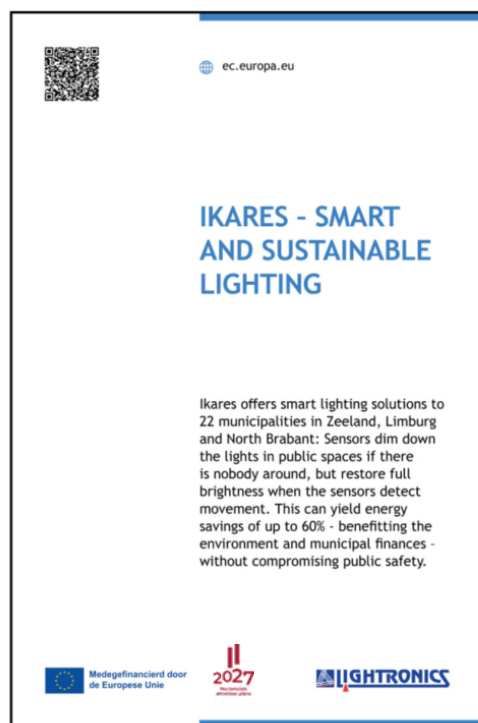 ec.europa.eu
IKARES – SMART
AND SUSTAINABLE
LIGHTING
Ikares offers smart lighting solutions to
22 municipalities in Zeeland, Limburg
and North Brabant: Sensors dim down
the lights in public spaces if there
is nobody around, but restore full
brightness when the sensors detect
movement. This can yield energy
savings of up to 60% - benefitting the
environment and municipal finances –
without compromising public safety.
Medegefinancierd door
de Europese Unie
2027
LIGHTRONICS